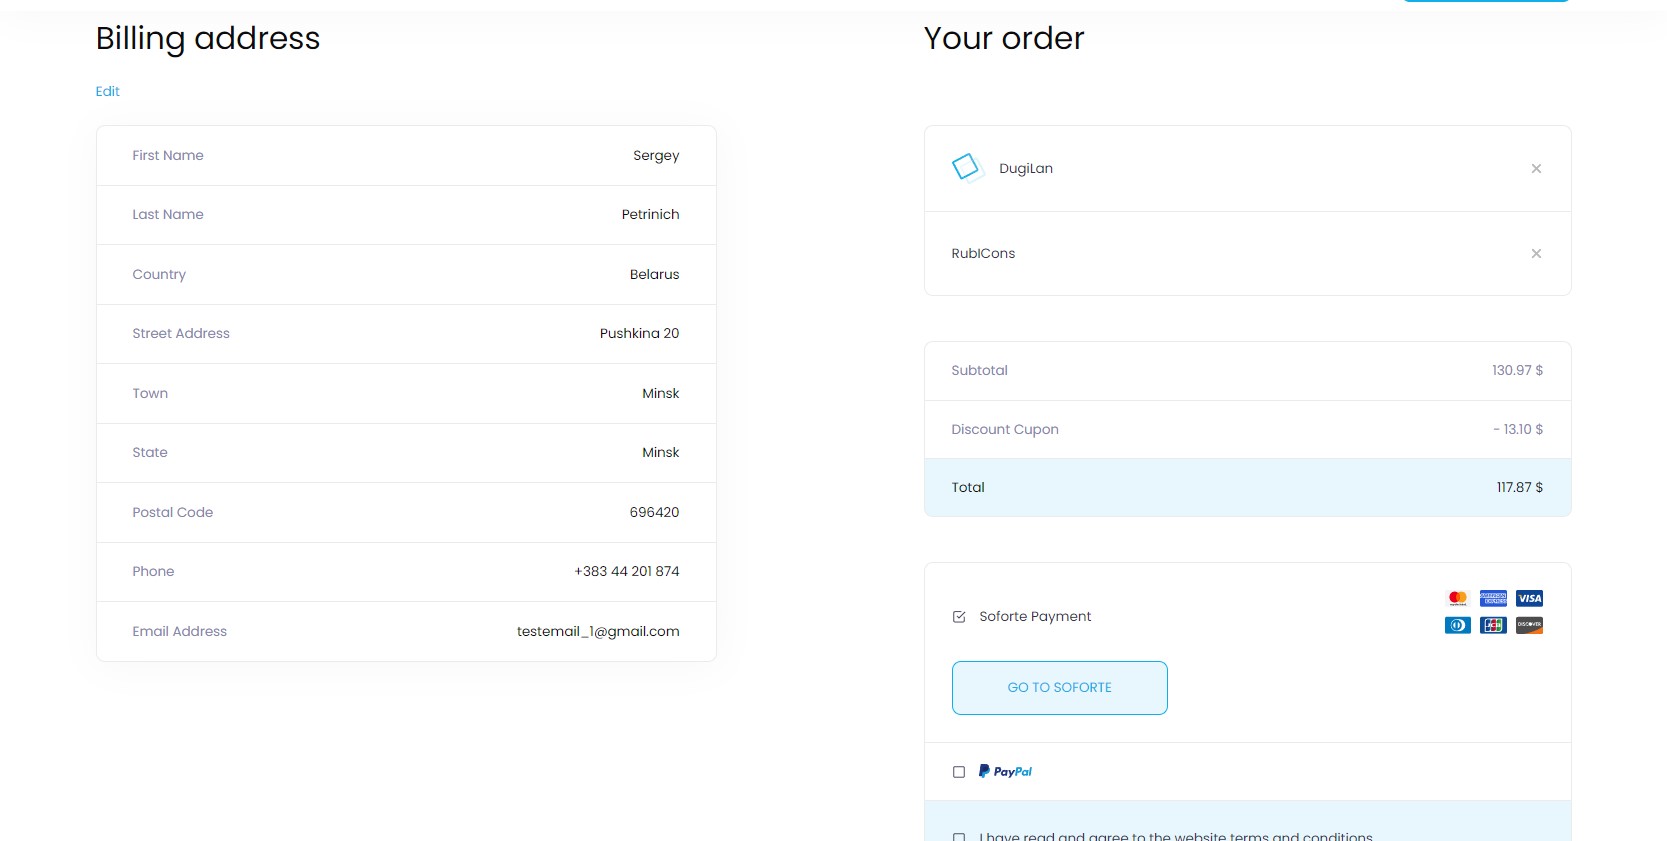 Billing address
Edit
First Name Sergey
Last Name Petrinich
Country Belarus
Street Address Pushkina 20
Town Minsk
State Minsk
Postal Code 696420
Phone +383 44 201 874
Email Address testemail_1@gmail.com
Your order
DugiLan
RubICons
Subtotal 130.97 $
Discount Cupon - 13.10 $
Total 117.87 $
Soforte Payment
VISA
DISCOVER
GO TO SOFORTE
PayPal
I have read and agree to the website terms and conditions